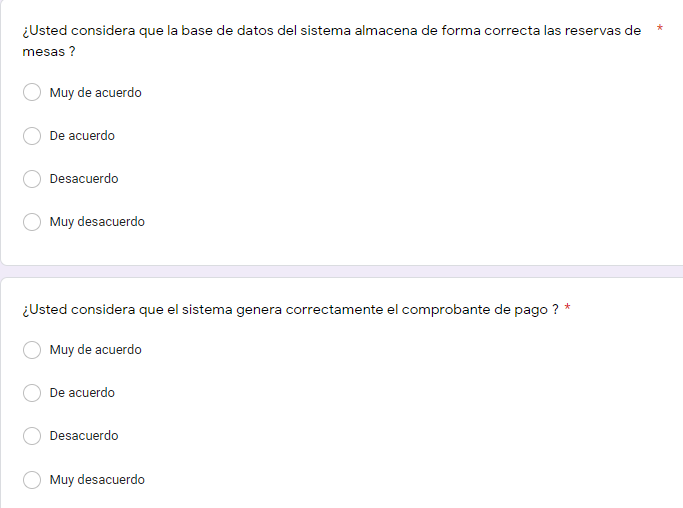 ¿Usted considera que la base de datos del sistema almacena de forma correcta las reservas de *
mesas ?
Muy de acuerdo
De acuerdo
Desacuerdo
Muy desacuerdo
¿Usted considera que el sistema genera correctamente el comprobante de pago ? *
Muy de acuerdo
De acuerdo
Desacuerdo
Muy desacuerdo